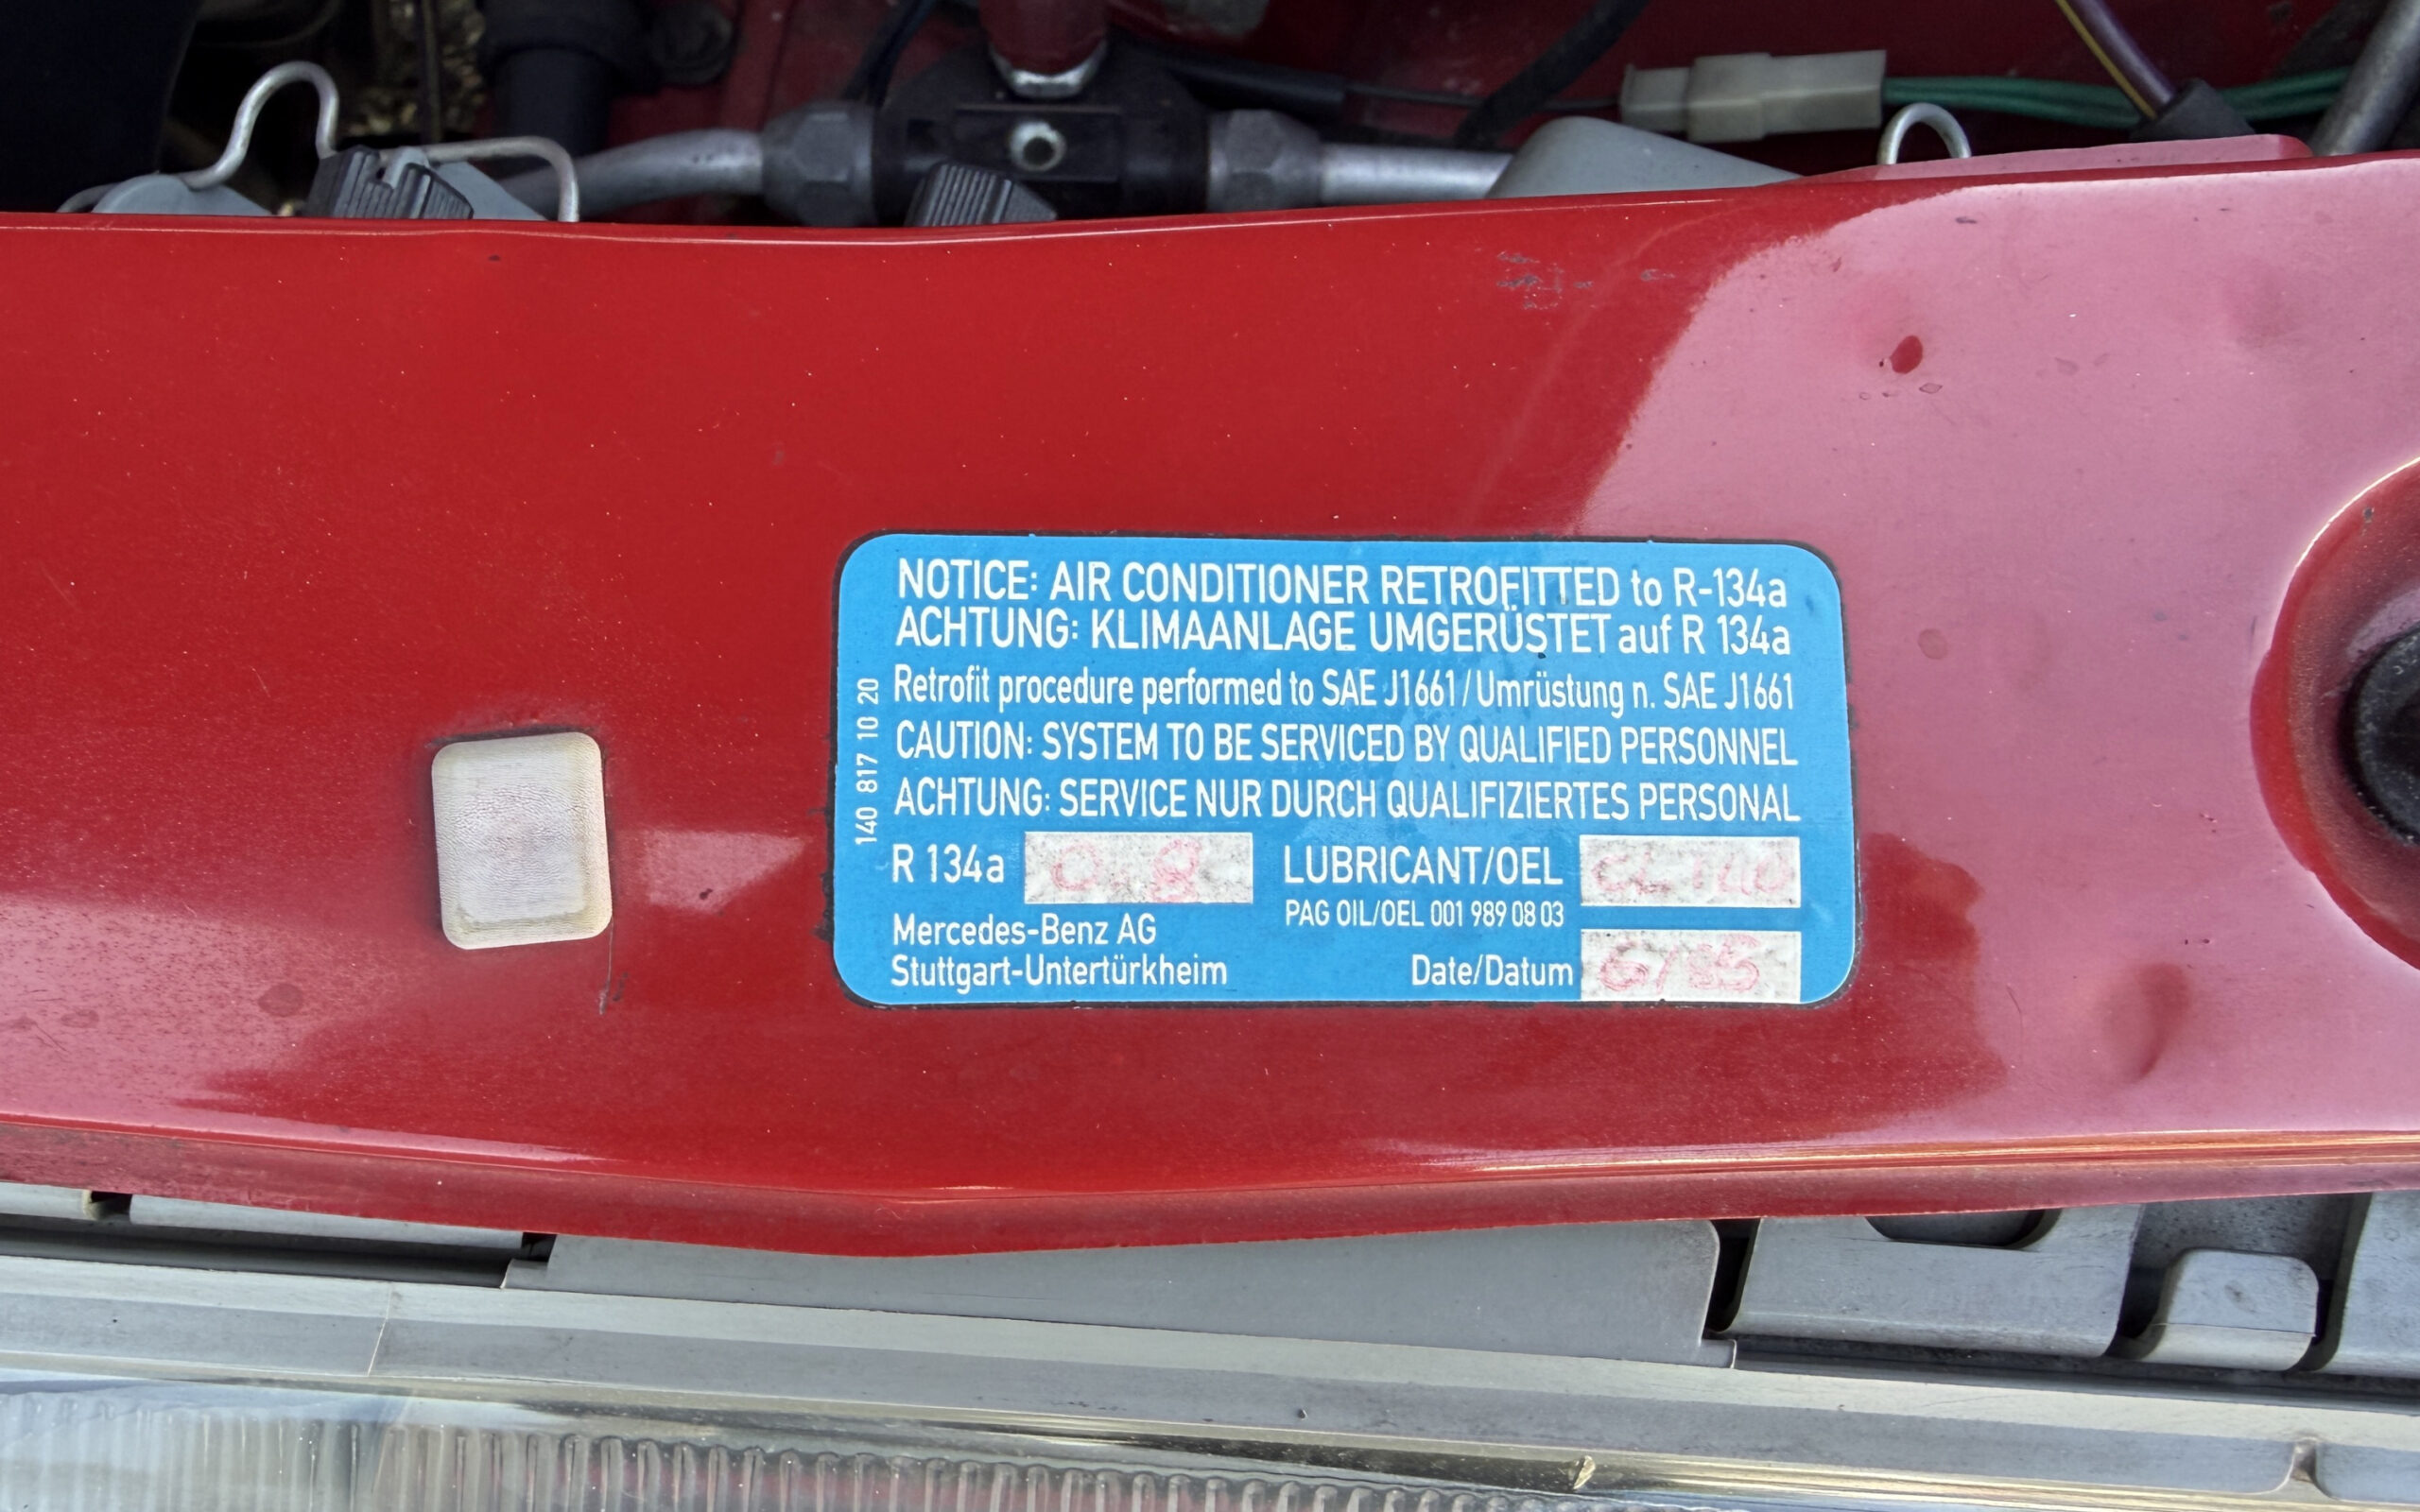 NOTICE: AIR CONDITIONER RETROFITTED to R-134a
ACHTUNG: KLIMAANLAGE UMGERÜSTET auf R 134a
Retrofit procedure performed to SAE J1661/Umrüstung n. SAE J1661
CAUTION: SYSTEM TO BE SERVICED BY QUALIFIED PERSONNEL
ACHTUNG: SERVICE NUR DURCH QUALIFIZIERTES PERSONAL
R 134a 0.8 LUBRICANT/OEL
PAG OIL/OEL 001 989 08 03
Mercedes-Benz AG
Stuttgart-Untertürkheim Date/Datum
140 817 10 20